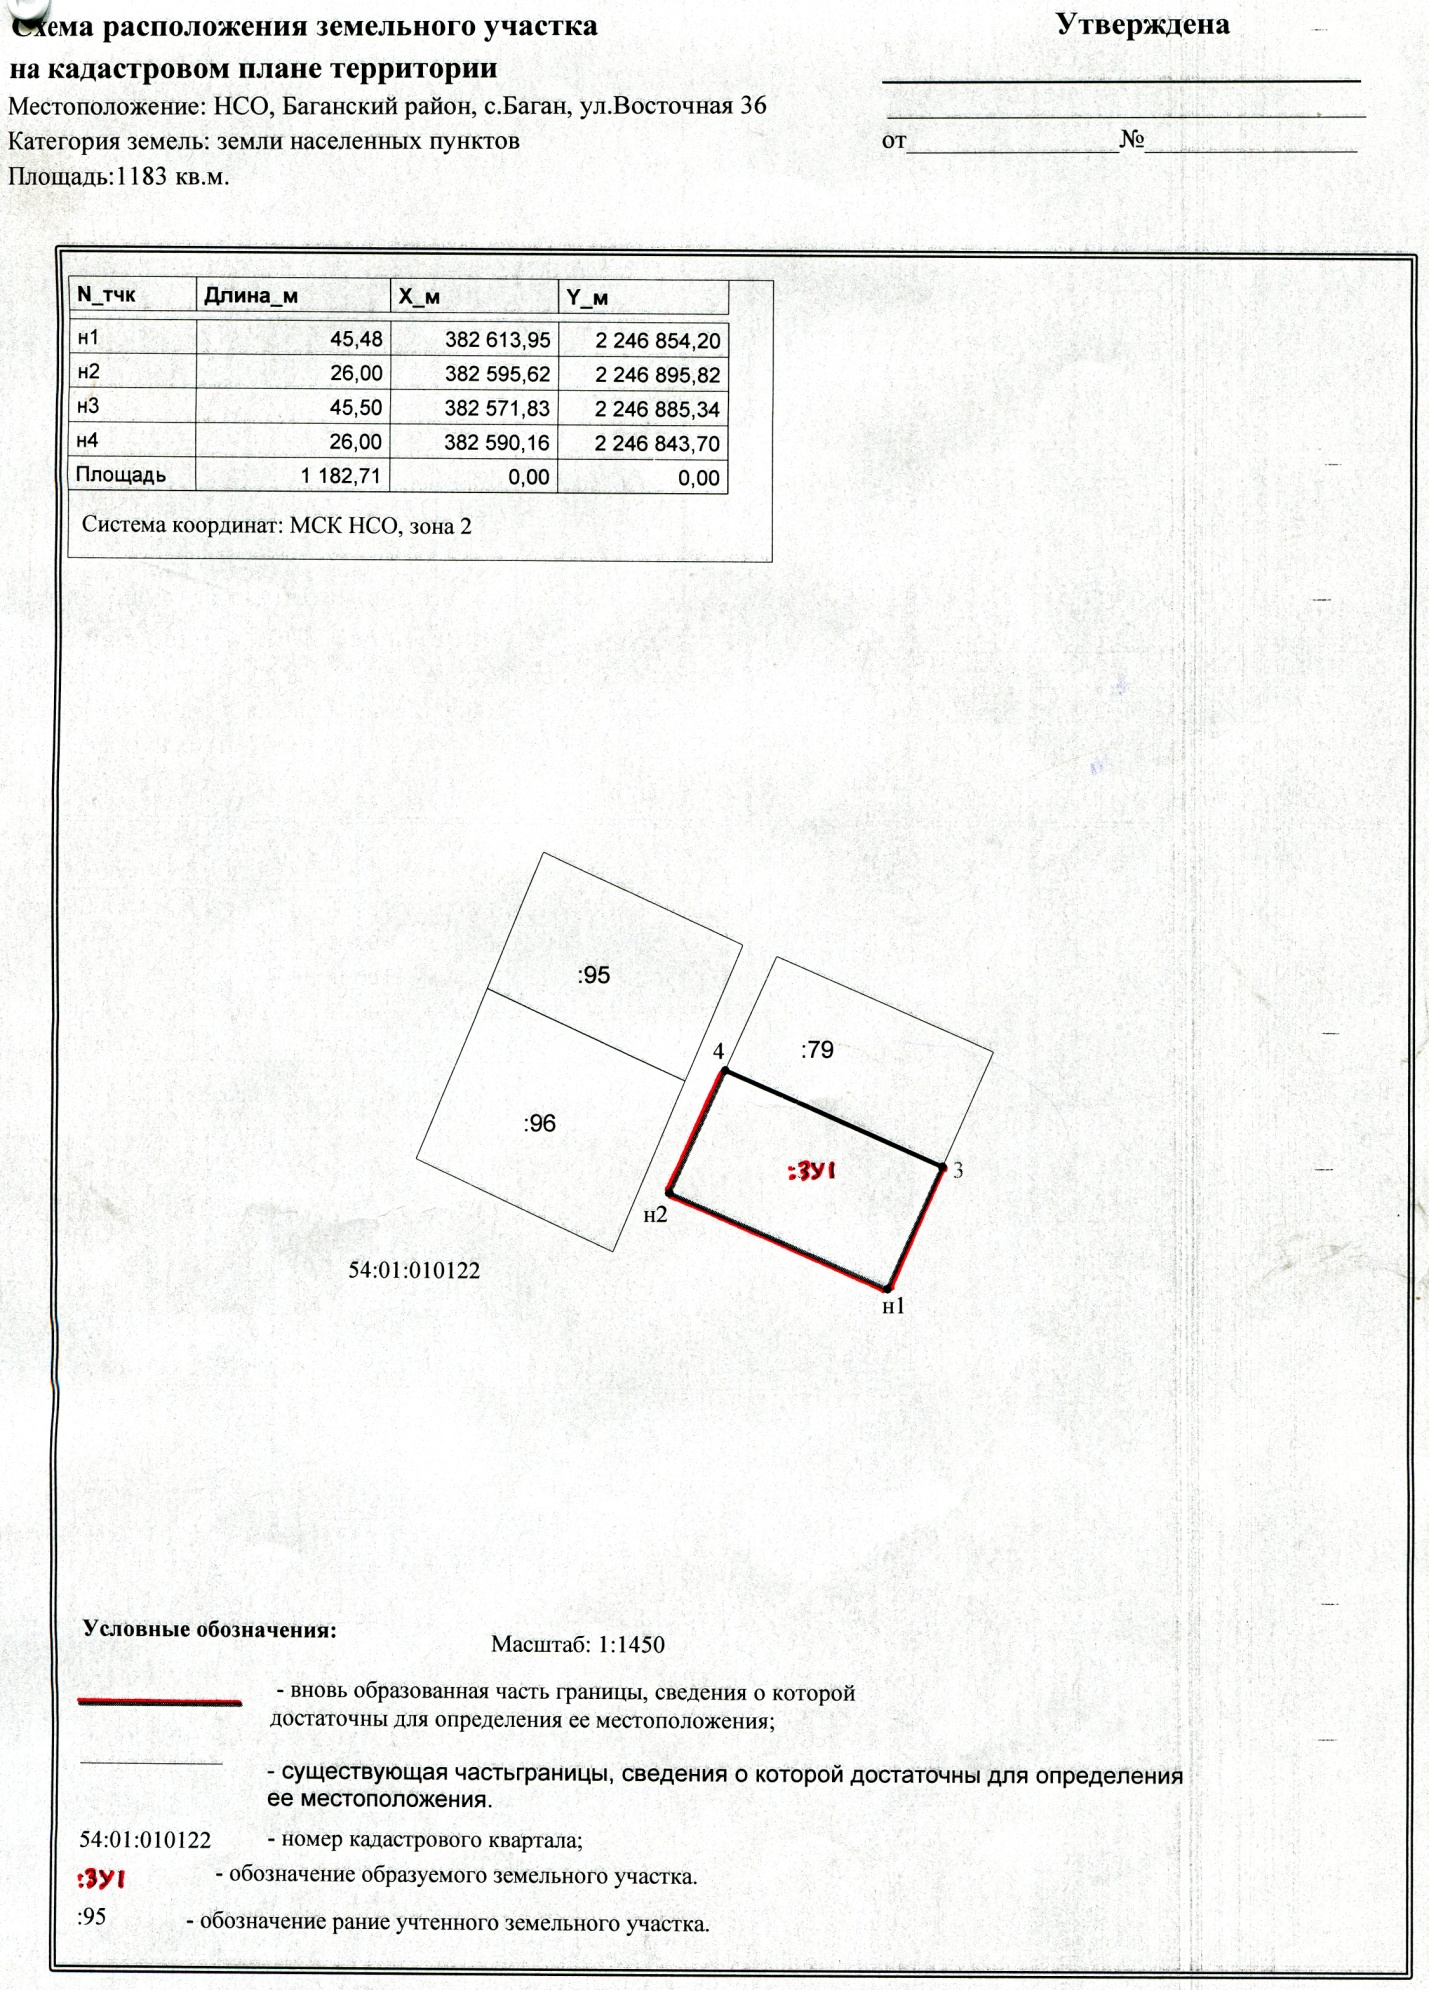 Схема расположения земельного участка
на кадастровом плане территории
Местоположение: НСО, Баганский район, с.Баган, ул.Восточная 36
Категория земель: земли населенных пунктов
Площадь:1183 кв.м.
Утверждена
от________________№________________
N_тчк Длина_м X_м Y_м
н1 45,48 382 613,95 2 246 854,20
н2 26,00 382 595,62 2 246 895,82
н3 45,50 382 571,83 2 246 885,34
н4 26,00 382 590,16 2 246 843,70
Площадь 1 182,71 0,00 0,00
Система координат: МСК НСО, зона 2
:95
4
:79
:96
:ЗУ1
3
н2
54:01:010122
н1
Условные обозначения:
Масштаб: 1:1450
- вновь образованная часть границы, сведения о которой
достаточны для определения ее местоположения;
- существующая частьграницы, сведения о которой достаточны для определения
ее местоположения.
54:01:010122 - номер кадастрового квартала;
:ЗУ1 - обозначение образуемого земельного участка.
:95 - обозначение рание учтенного земельного участка.